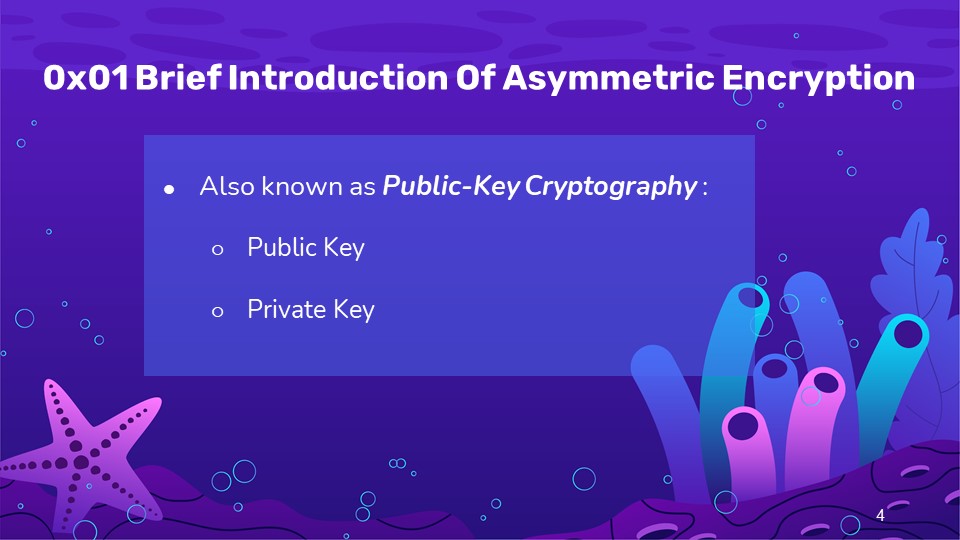 0x01 Brief Introduction Of Asymmetric Encryption
● Also known as Public-Key Cryptography :
○ Public Key
○ Private Key
4